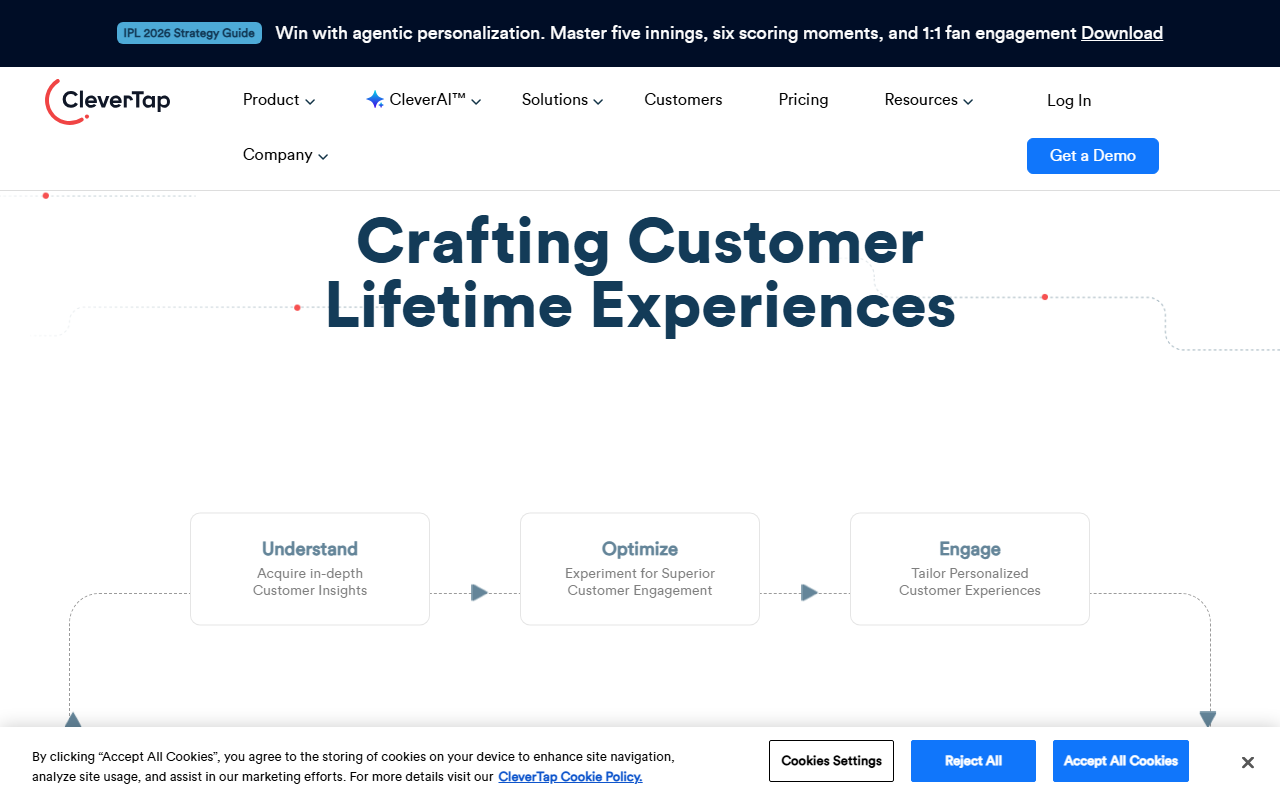 IPL 2026 Strategy Guide Win with agentic personalization. Master five innings, six scoring moments, and 1:1 fan engagement Download
CleverTap
Product CleverAI™ Solutions Customers Pricing Resources Log In
Company Get a Demo
Crafting Customer
Lifetime Experiences
Understand
Acquire in-depth
Customer Insights
Optimize
Experiment for Superior
Customer Engagement
Engage
Tailor Personalized
Customer Experiences
By clicking “Accept All Cookies”, you agree to the storing of cookies on your device to enhance site navigation,
analyze site usage, and assist in our marketing efforts. For more details visit our CleverTap Cookie Policy.
Cookies Settings Reject All Accept All Cookies